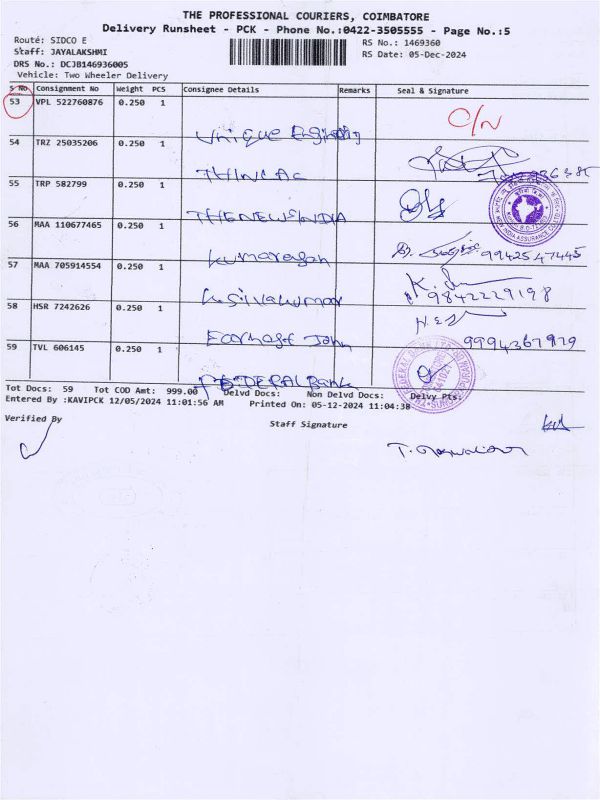 THE PROFESSIONAL COURIERS, COIMBATORE
Delivery Runsheet - PCK - Phone No.:0422-3505555 - Page No.:5
Route: SIDCO E
RS No.: 1469360
Staff: JAYALAKSHMI
RS Date: 05-Dec-2024
DRS No.: DCJB146936005
Vehicle: Two Wheeler Delivery
S No Consignment No Weight PCS Consignee Details Remarks Seal & Signature
53 VPL 522760876 0.250 1
Unique O/N
54 TRZ 25035206 0.250 1
55 TRP 582799 0.250 1
THENEWINDIA
56 MAA 110677465 0.250 1
9942547445
57 MAA 705914554 0.250 1
K. Sivakumar 9842229198
58 HSR 7242626 0.250 1
John 9994367979
59 TVL 606145 0.250 1
FEDERAL Bank
Tot Docs: 59 Tot COD Amt: 999.00 Delvd Docs: Non Delvd Docs: Delvy Pts:
Entered By :KAVIPCK 12/05/2024 11:01:56 AM Printed On: 05-12-2024 11:04:38
Verified By Staff Signature